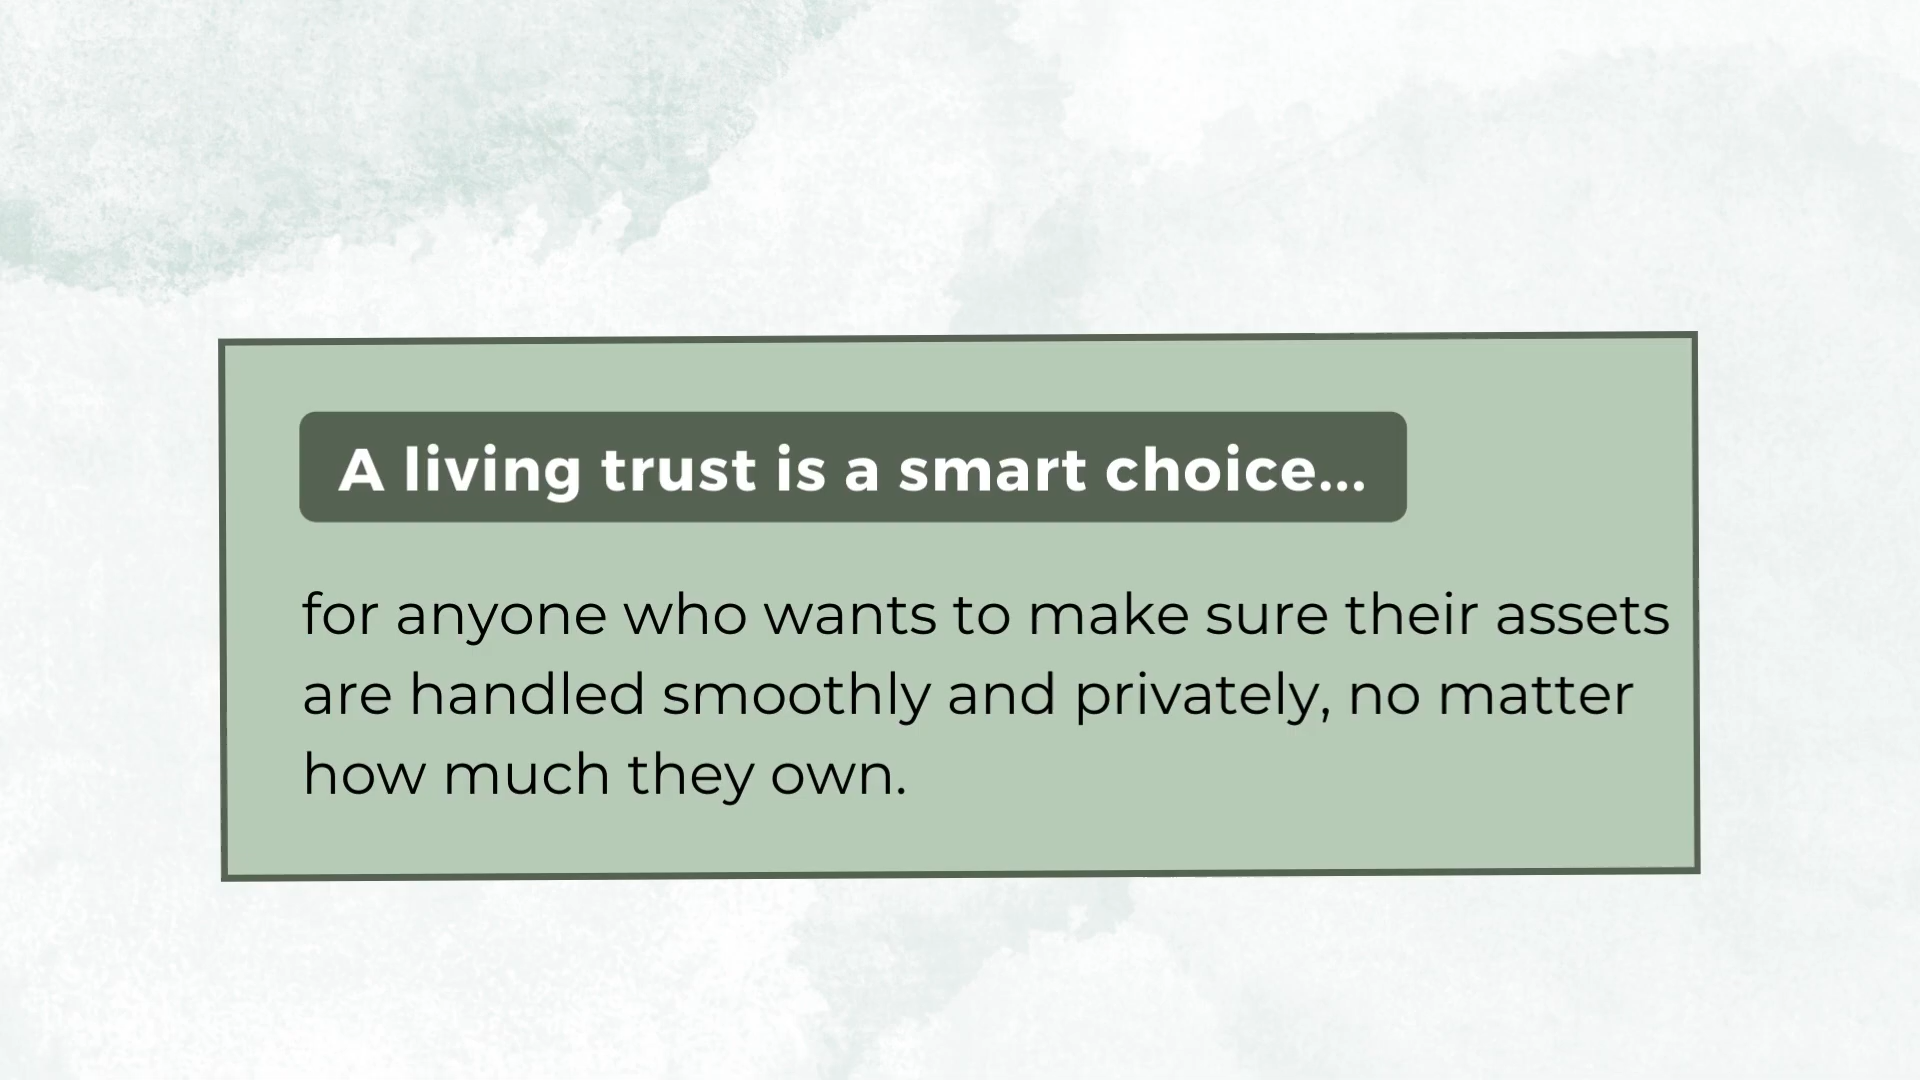 A living trust is a smart choice...
for anyone who wants to make sure their assets
are handled smoothly and privately, no matter
how much they own.